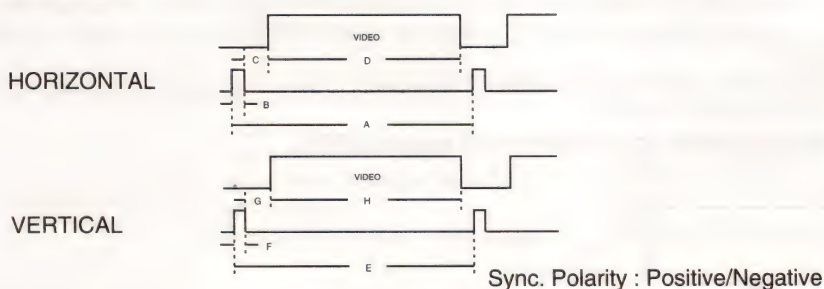 VIDEO
C
D
HORIZONTAL
B
A
VIDEO
G
H
VERTICAL
F
E
Sync. Polarity : Positive/Negative